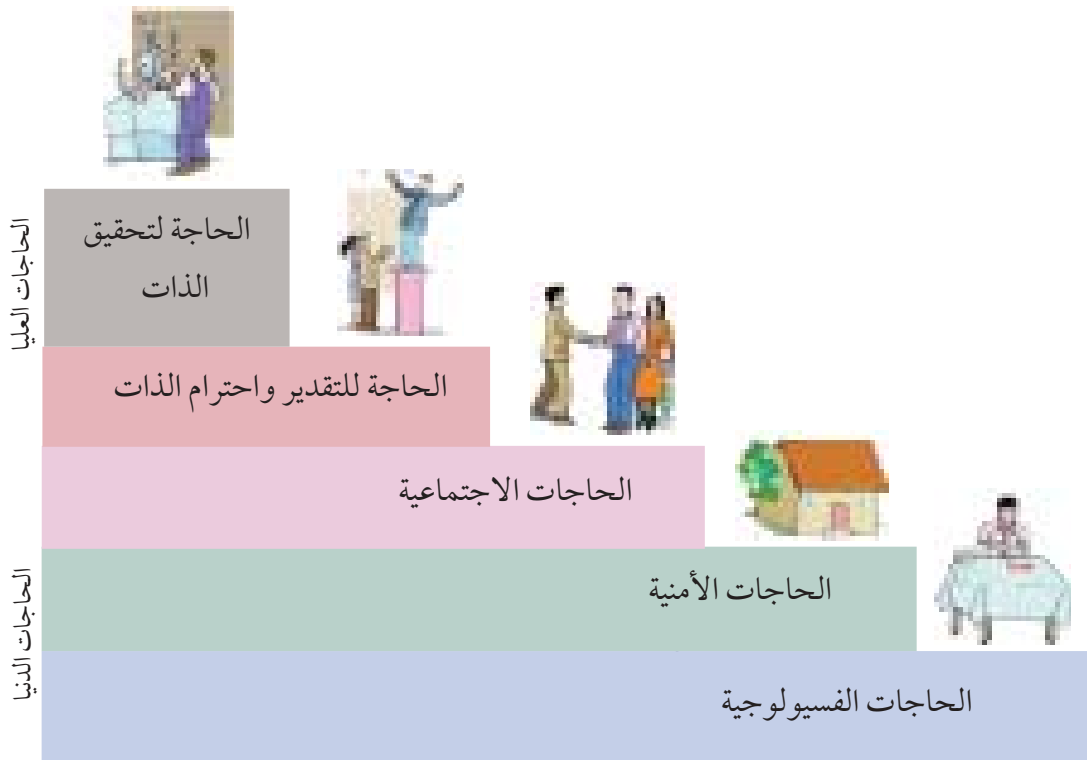 الحاجة لتحقيق
الذات
الحاجات العليا
الحاجة للتقدير واحترام الذات
الحاجات الاجتماعية
الحاجات الأمنية
الحاجات الدنيا
الحاجات الفسيولوجية